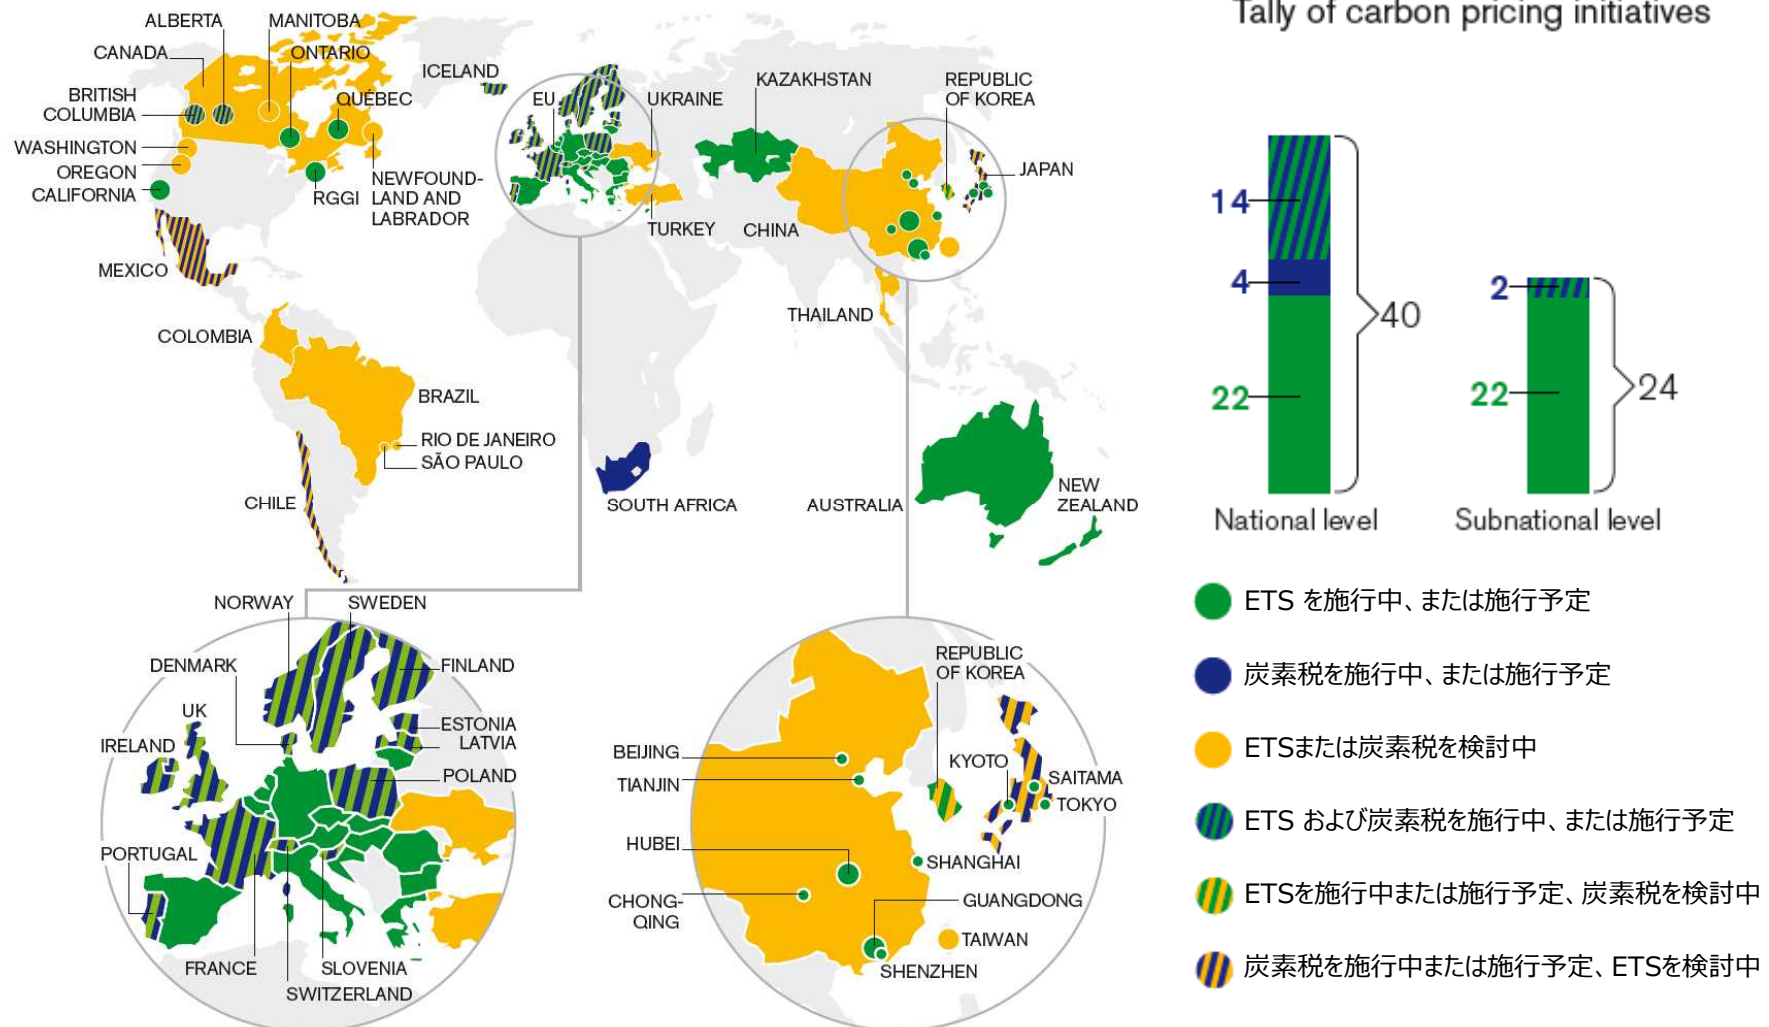 Tally of carbon pricing initiatives
ALBERTA
MANITOBA
CANADA
ONTARIO
BRITISH
COLUMBIA
QUÉBEC
WASHINGTON
OREGON
CALIFORNIA
RGGI
NEWFOUND-
LAND AND
LABRADOR
MEXICO
ICELAND
EU
UKRAINE
TURKEY
KAZAKHSTAN
CHINA
REPUBLIC
OF KOREA
JAPAN
THAILAND
COLOMBIA
BRAZIL
RIO DE JANEIRO
SÃO PAULO
CHILE
SOUTH AFRICA
AUSTRALIA
NEW
ZEALAND
NORWAY
SWEDEN
DENMARK
FINLAND
UK
ESTONIA
IRELAND
LATVIA
POLAND
PORTUGAL
FRANCE
SLOVENIA
SWITZERLAND
REPUBLIC
OF KOREA
BEIJING
KYOTO
TIANJIN
SAITAMA
TOKYO
HUBEI
SHANGHAI
CHONG-
QING
GUANGDONG
TAIWAN
SHENZHEN
14
4
22
40
2
22
24
National level
Subnational level
ETS を施行中、または施行予定
炭素税を施行中、または施行予定
ETSまたは炭素税を検討中
ETS および炭素税を施行中、または施行予定
ETSを施行中または施行予定、炭素税を検討中
炭素税を施行中または施行予定、ETSを検討中